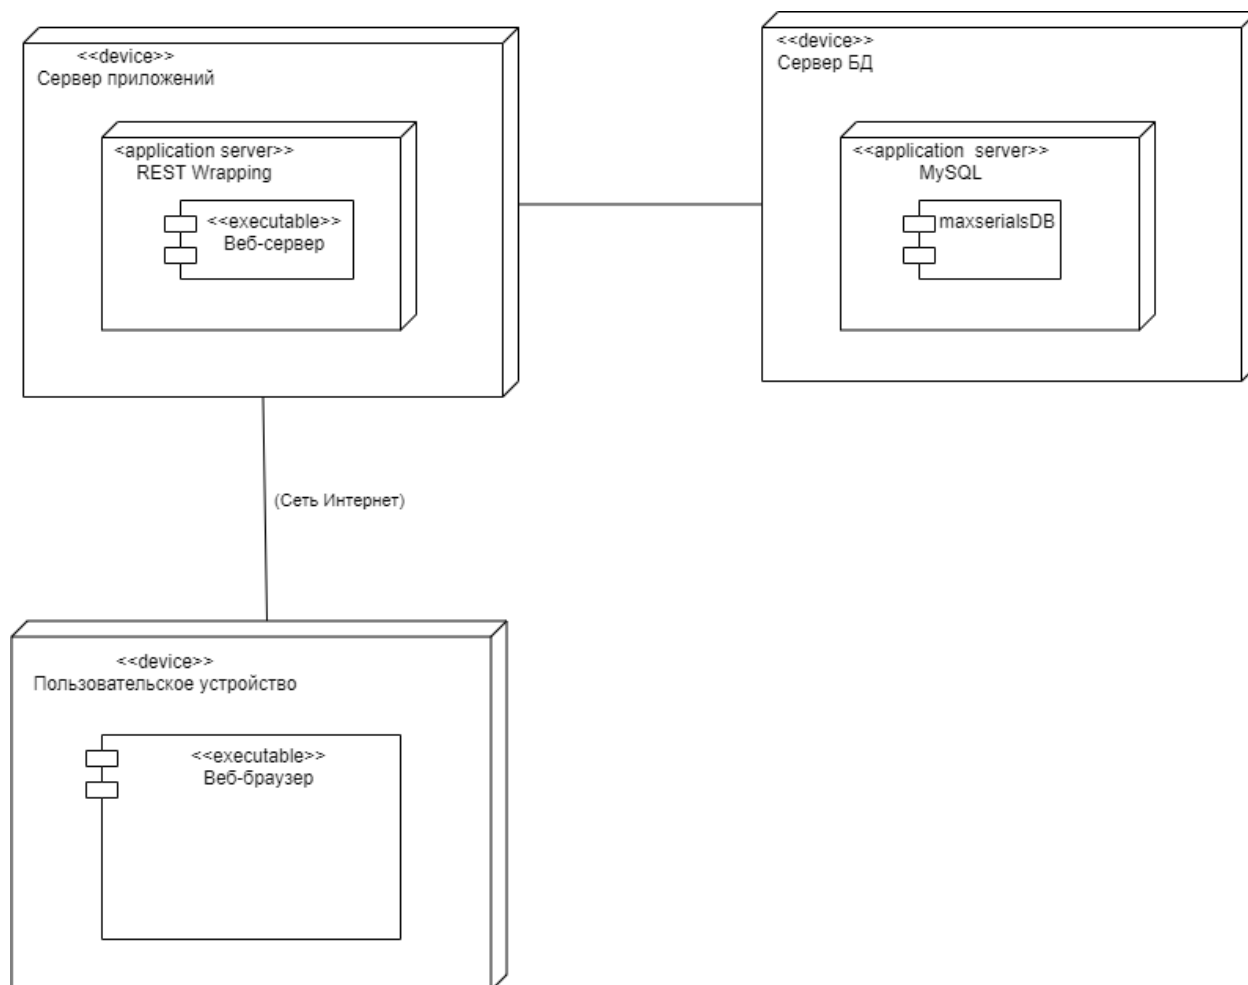 <<device>>
Сервер приложений
<application server>>
REST Wrapping
<<executable>>
Веб-сервер
<<device>>
Сервер БД
<<application  server>>
MySQL
maxserialsDB
(Сеть Интернет)
<<device>>
Пользовательское устройство
<<executable>>
Веб-браузер